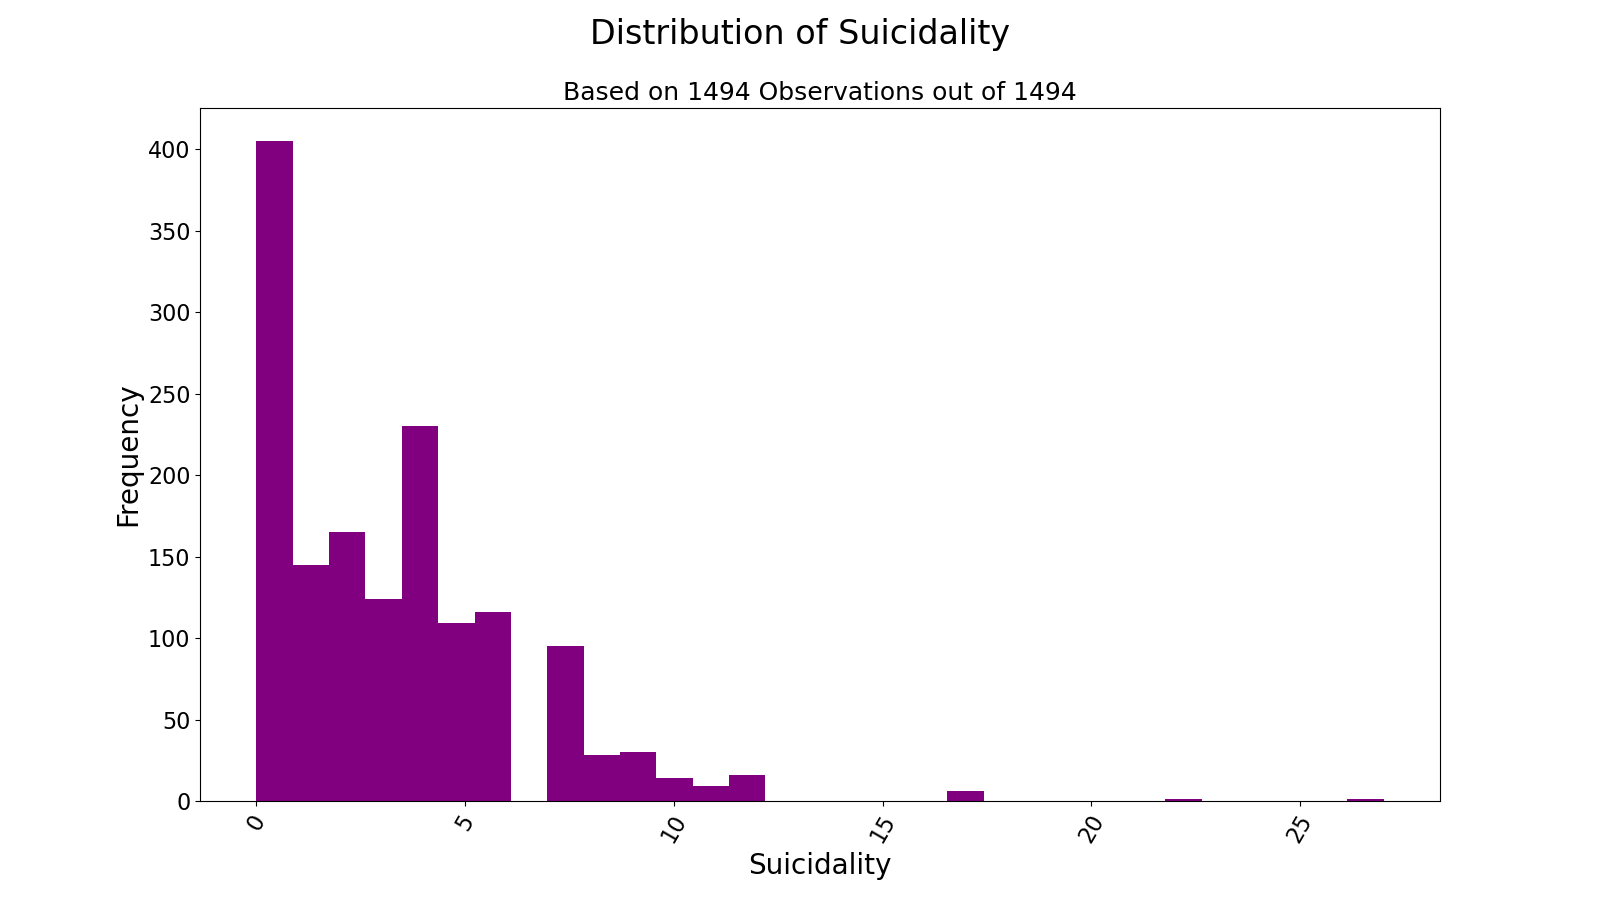 Distribution of Suicidality
Based on 1494 Observations out of 1494
400
350
300
250
200
150
100
50
0
Frequency
0 5 10 15 20 25
Suicidality